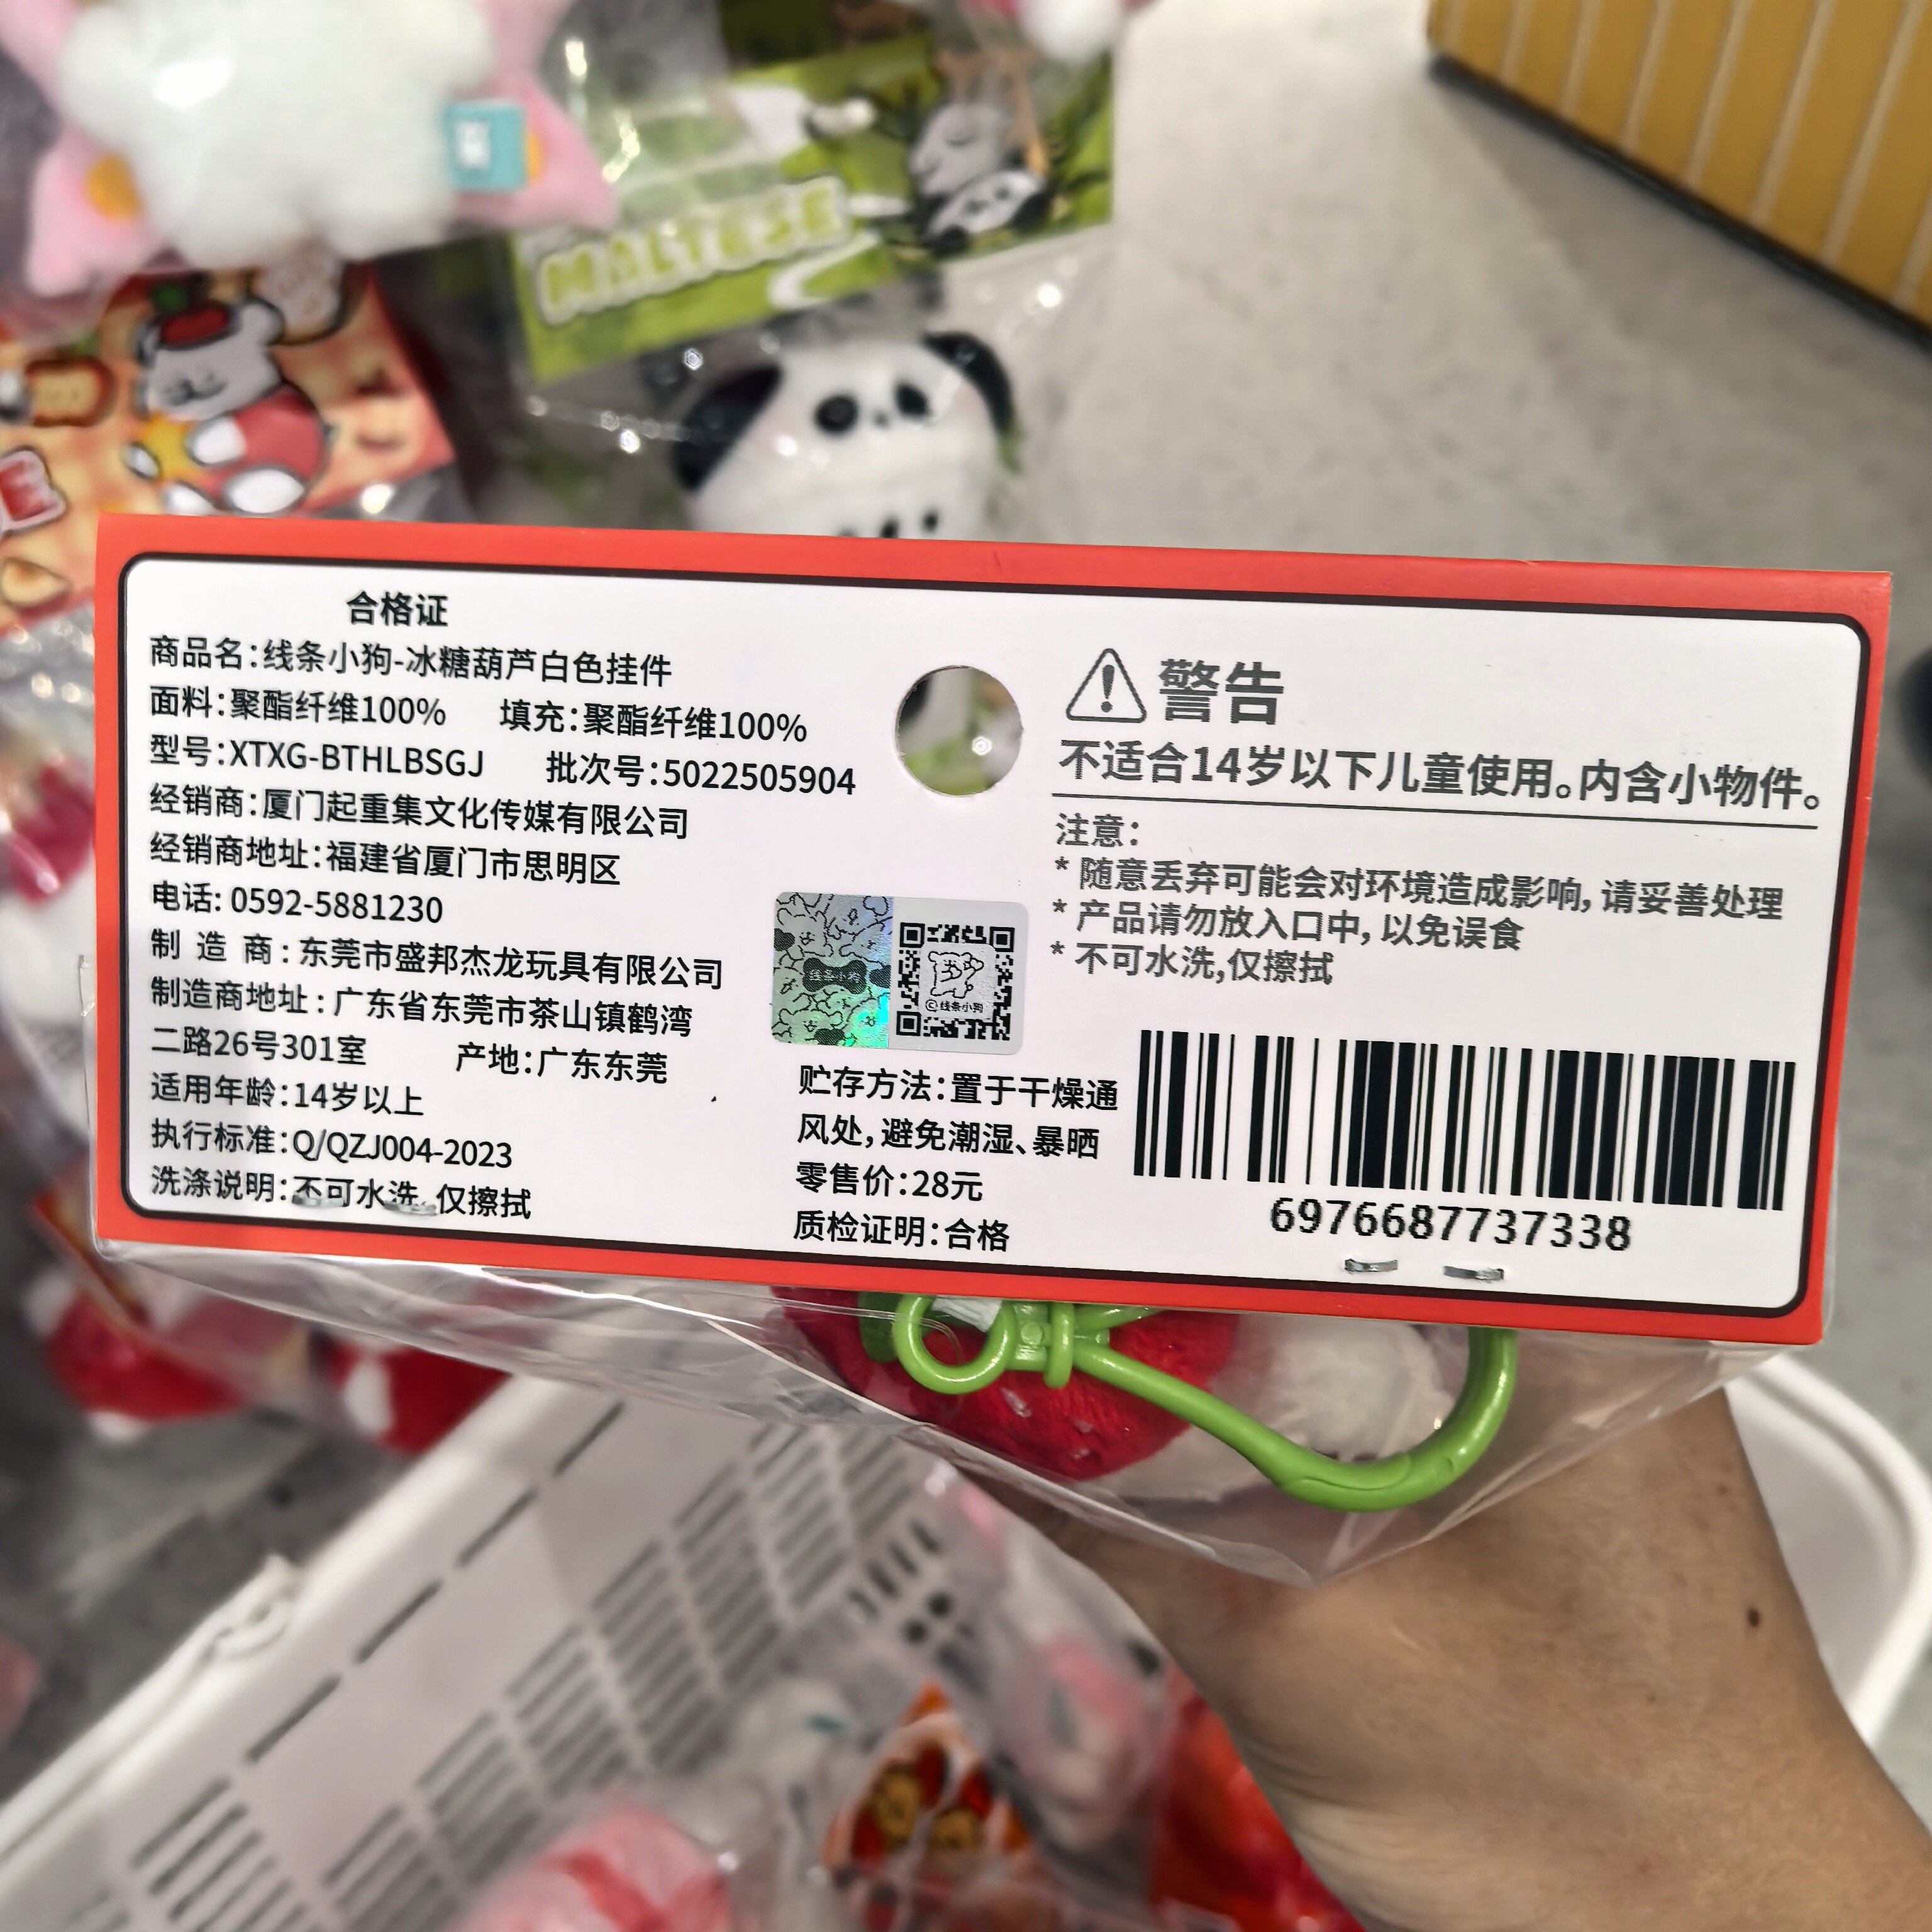 MALTESE
合格证
商品名:线条小狗-冰糖葫芦白色挂件
面料:聚酯纤维100% 填充:聚酯纤维100%
型号:XTXG-BTHLBSGJ 批次号:5022505904
经销商:厦门起重集文化传媒有限公司
经销商地址:福建省厦门市思明区
电话: 0592-5881230
制 造 商:东莞市盛邦杰龙玩具有限公司
制造商地址:广东省东莞市茶山镇鹤湾
二路26号301室 产地:广东东莞
适用年龄:14岁以上
执行标准:Q/QZJ004-2023
洗涤说明:不可水洗,仅擦拭
线条小狗
©线条小狗
贮存方法:置于干燥通
风处,避免潮湿、暴晒
零售价:28元
质检证明:合格
警告
不适合14岁以下儿童使用。内含小物件。
注意:
* 随意丢弃可能会对环境造成影响,请妥善处理
* 产品请勿放入口中,以免误食
* 不可水洗,仅擦拭
6976687737338